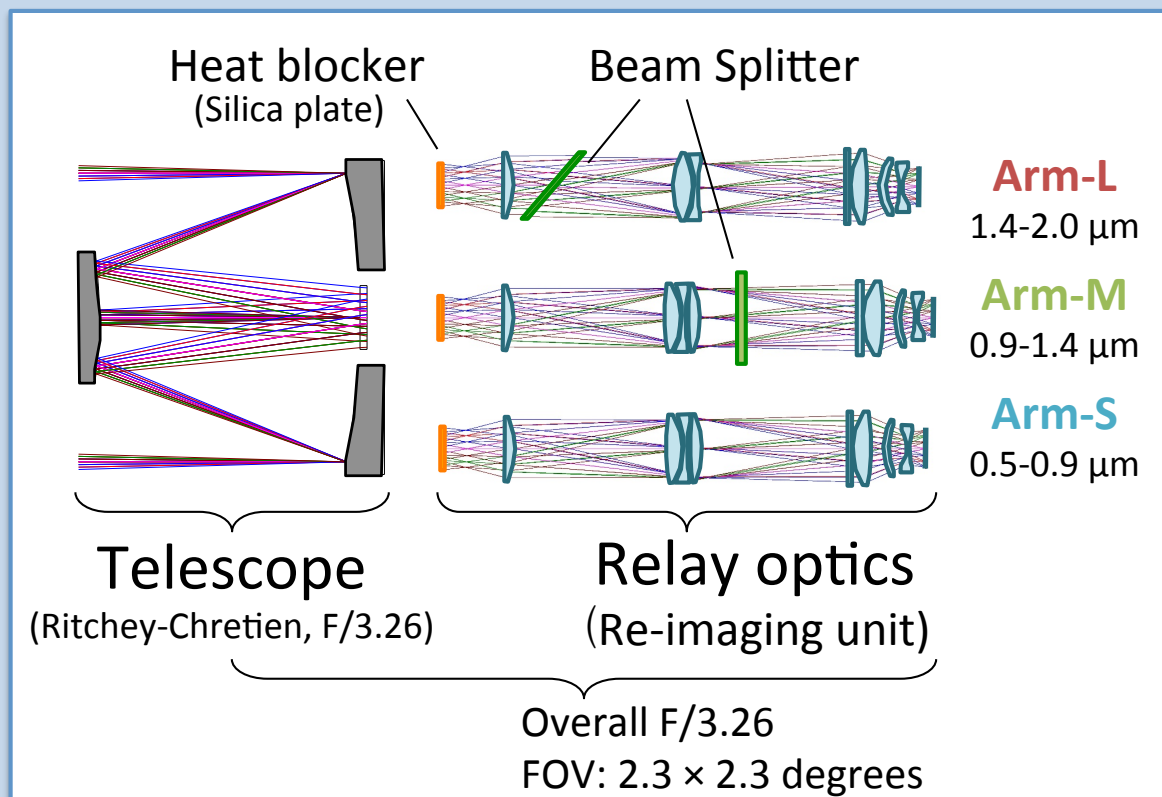 Heat blocker
(Silica plate)
Beam Splitter
Arm-L
1.4-2.0 μm
Arm-M
0.9-1.4 μm
Arm-S
0.5-0.9 μm
Telescope
(Ritchey-Chretien, F/3.26)
Relay optics
(Re-imaging unit)
Overall F/3.26
FOV: 2.3 × 2.3 degrees